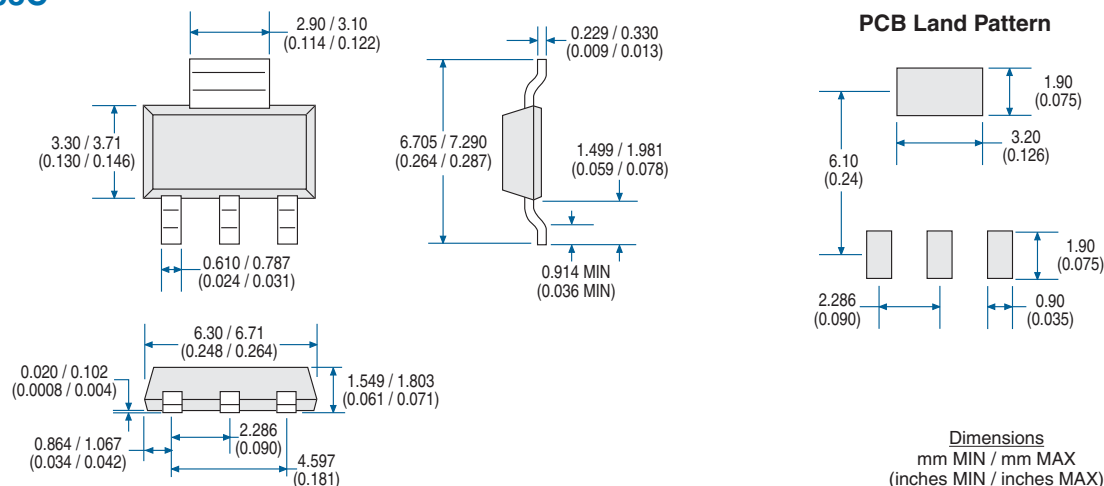 2.90 / 3.10
(0.114 / 0.122)
0.229 / 0.330
(0.009 / 0.013)
PCB Land Pattern
1.90
(0.075)
3.30 / 3.71
(0.130 / 0.146)
6.705 / 7.290
(0.264 / 0.287)
1.499 / 1.981
(0.059 / 0.078)
3.20
(0.126)
6.10
(0.24)
0.610 / 0.787
(0.024 / 0.031)
0.914 MIN
(0.036 MIN)
1.90
(0.075)
2.286
(0.090)
0.90
(0.035)
6.30 / 6.71
(0.248 / 0.264)
0.020 / 0.102
(0.0008 / 0.004)
1.549 / 1.803
(0.061 / 0.071)
0.864 / 1.067
(0.034 / 0.042)
2.286
(0.090)
4.597
(0.181)
Dimensions
mm MIN / mm MAX
(inches MIN / inches MAX)